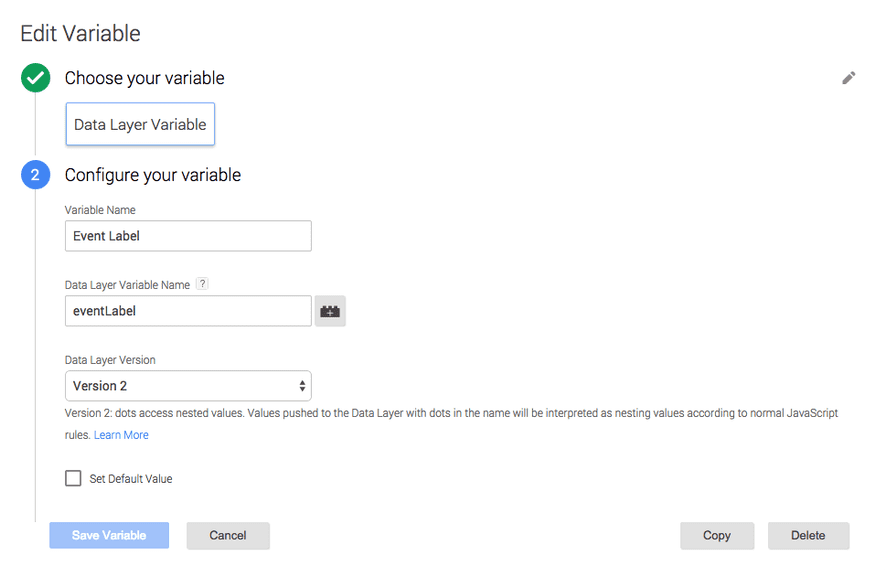 Edit Variable
Choose your variable
Data Layer Variable
2 Configure your variable
Variable Name
Event Label
Data Layer Variable Name ?
eventLabel
Data Layer Version
Version 2
Version 2: dots access nested values. Values pushed to the Data Layer with dots in the name will be interpreted as nesting values according to normal JavaScript
rules. Learn More
Set Default Value
Save Variable Cancel Copy Delete